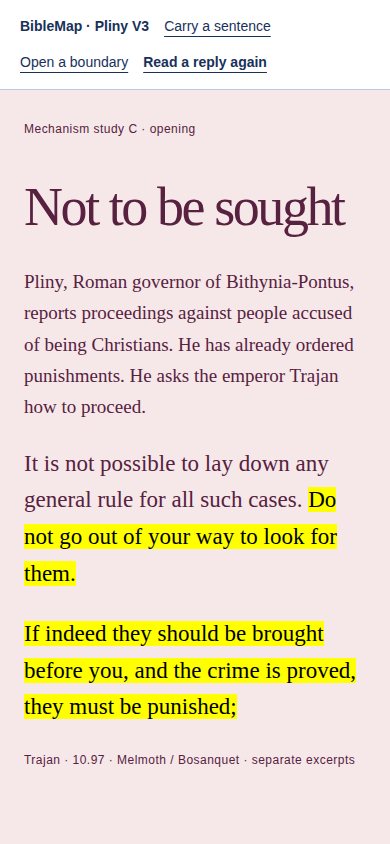 BibleMap · Pliny V3 Carry a sentence
Open a boundary Read a reply again
Mechanism study C · opening
Not to be sought
Pliny, Roman governor of Bithynia-Pontus,
reports proceedings against people accused
of being Christians. He has already ordered
punishments. He asks the emperor Trajan
how to proceed.
It is not possible to lay down any
general rule for all such cases. Do
not go out of your way to look for
them.
If indeed they should be brought
before you, and the crime is proved,
they must be punished;
Trajan · 10.97 · Melmoth / Bosanquet · separate excerpts